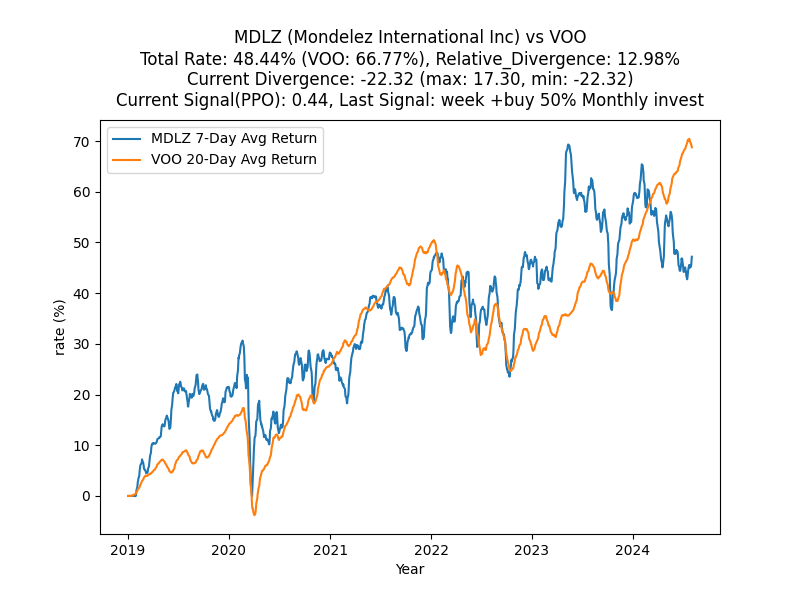 MDLZ (Mondelez International Inc) vs VOO
Total Rate: 48.44% (VOO: 66.77%), Relative_Divergence: 12.98%
Current Divergence: -22.32 (max: 17.30, min: -22.32)
Current Signal(PPO): 0.44, Last Signal: week +buy 50% Monthly invest
MDLZ 7-Day Avg Return
VOO 20-Day Avg Return
rate (%)
70
60
50
40
30
20
10
0
2019
2020
2021
2022
2023
2024
Year